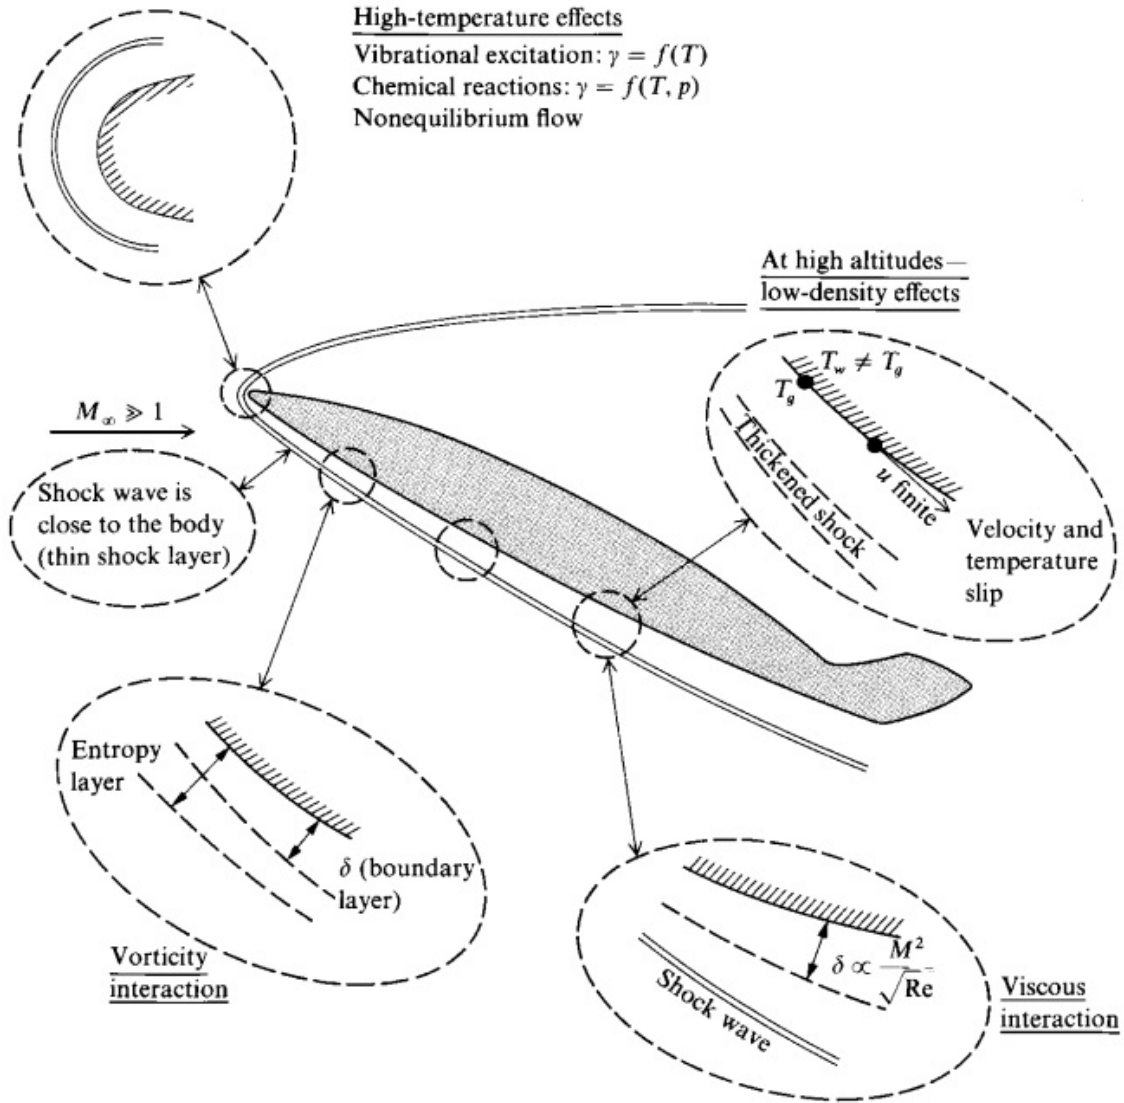 High-temperature effects
Vibrational excitation: γ = f(T)
Chemical reactions: γ = f(T, p)
Nonequilibrium flow
At high altitudes—
low-density effects
T_w ≠ T_g
T_g
Thickened shock
u finite
Velocity and
temperature
slip
M_∞ ≫ 1
Shock wave is
close to the body
(thin shock layer)
Entropy
layer
δ (boundary
layer)
Vorticity
interaction
δ ∝ M²/√Re
Shock wave
Viscous
interaction